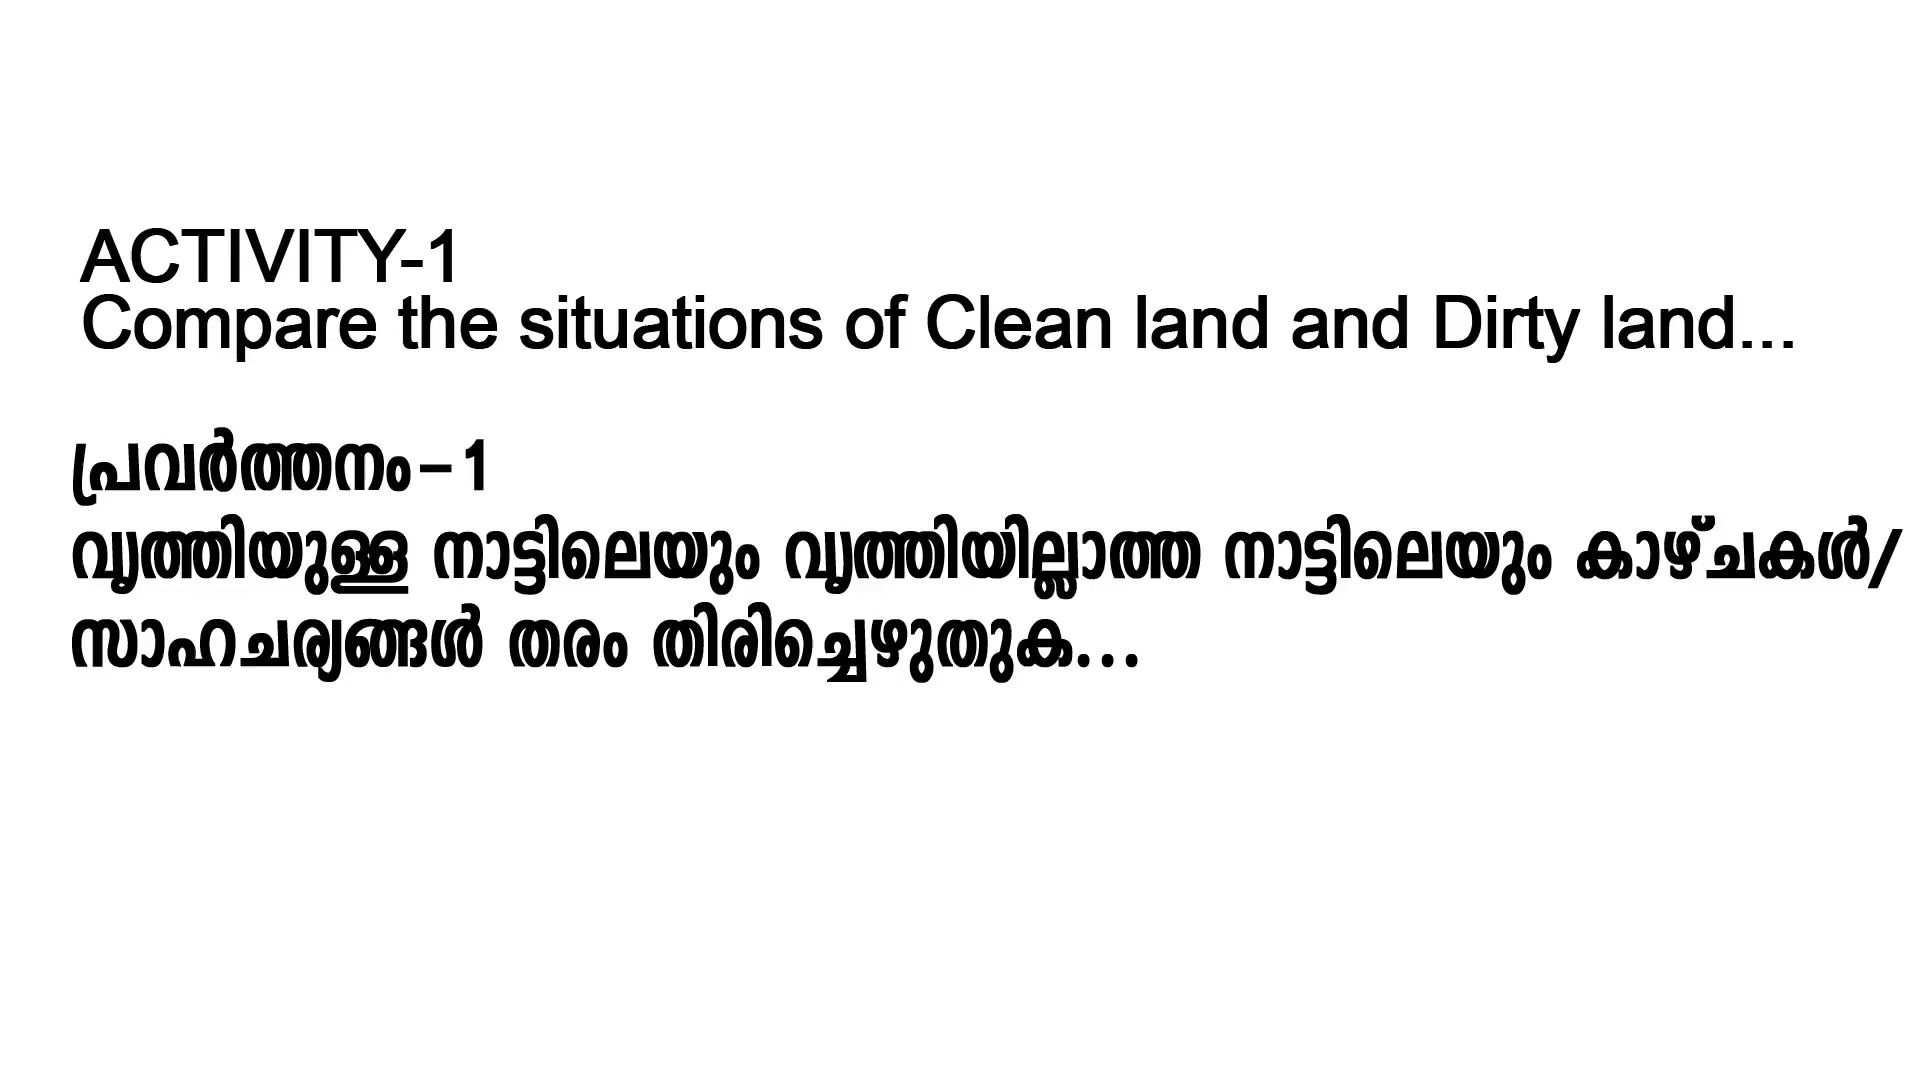 ACTIVITY-1
Compare the situations of Clean land and Dirty land...
പ്രവർത്തനം-1
വൃത്തിയുള്ള നാട്ടിലെയും വൃത്തിയില്ലാത്ത നാട്ടിലെയും കാഴ്ചകൾ/
സാഹചര്യങ്ങൾ തരം തിരിച്ചെഴുതുക...